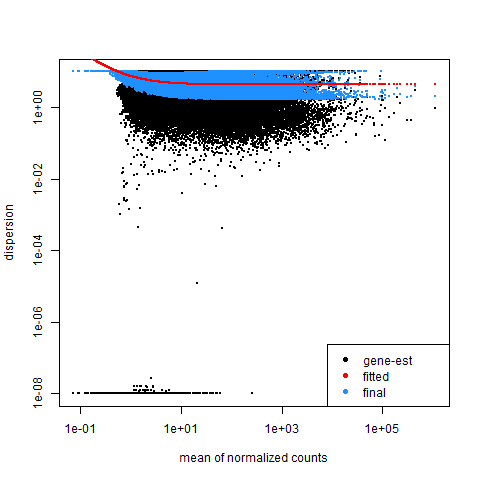 dispersion
1e+00
1e-02
1e-04
1e-06
1e-08
gene-est
fitted
final
1e-01
1e+01
1e+03
1e+05
mean of normalized counts